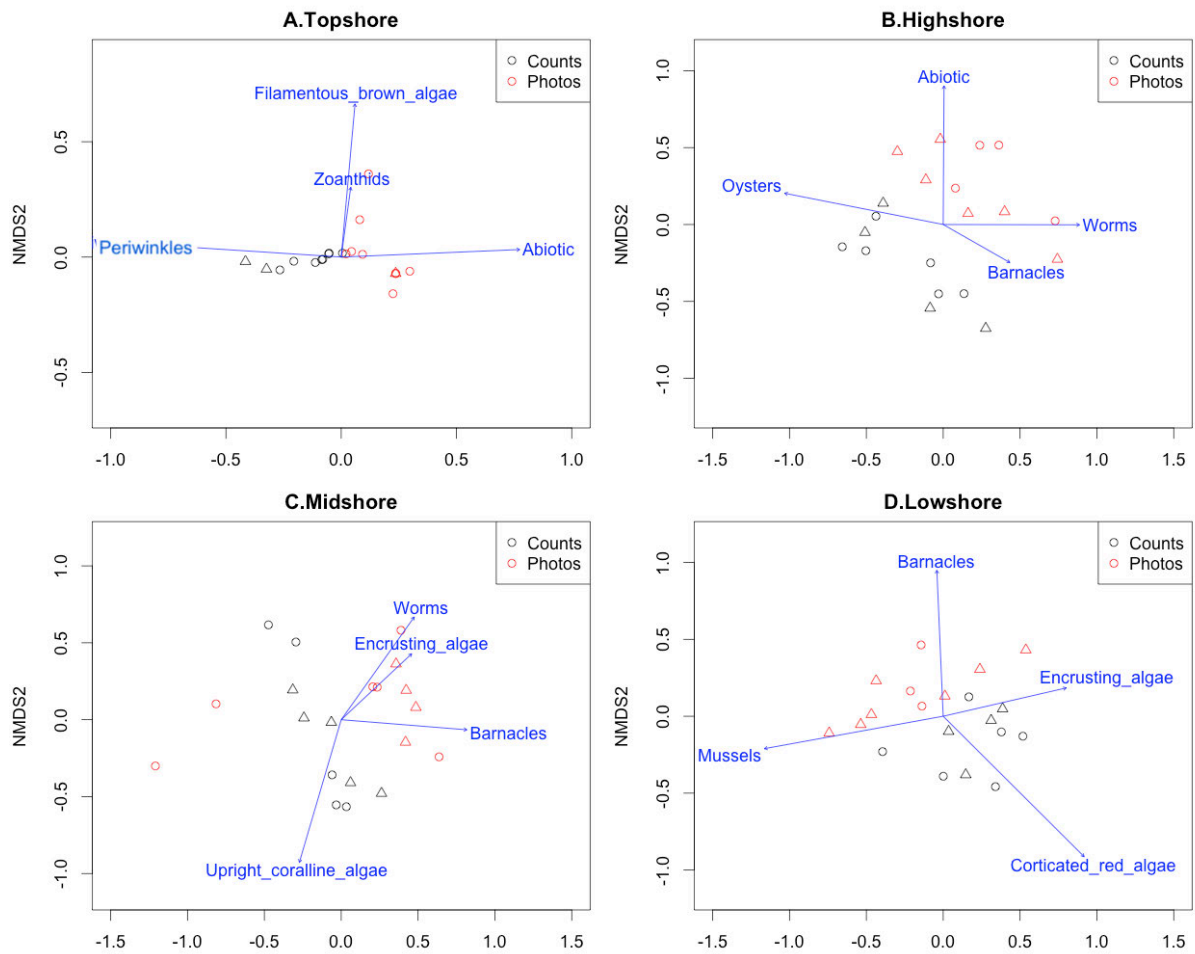 A.Topshore
Counts
Photos
Filamentous_brown_algae
Zoanthids
Periwinkles
Abiotic
NMDS2
0.5
0.0
-0.5
-1.0 -0.5 0.0 0.5 1.0
B.Highshore
Counts
Photos
Abiotic
Oysters
Worms
Barnacles
NMDS2
1.0
0.5
0.0
-0.5
-1.0
-1.5 -1.0 -0.5 0.0 0.5 1.0 1.5
C.Midshore
Counts
Photos
Worms
Encrusting_algae
Barnacles
Upright_coralline_algae
NMDS2
1.0
0.5
0.0
-0.5
-1.0
-1.5 -1.0 -0.5 0.0 0.5 1.0 1.5
D.Lowshore
Counts
Photos
Barnacles
Encrusting_algae
Mussels
Corticated_red_algae
NMDS2
1.0
0.5
0.0
-0.5
-1.0
-1.5 -1.0 -0.5 0.0 0.5 1.0 1.5